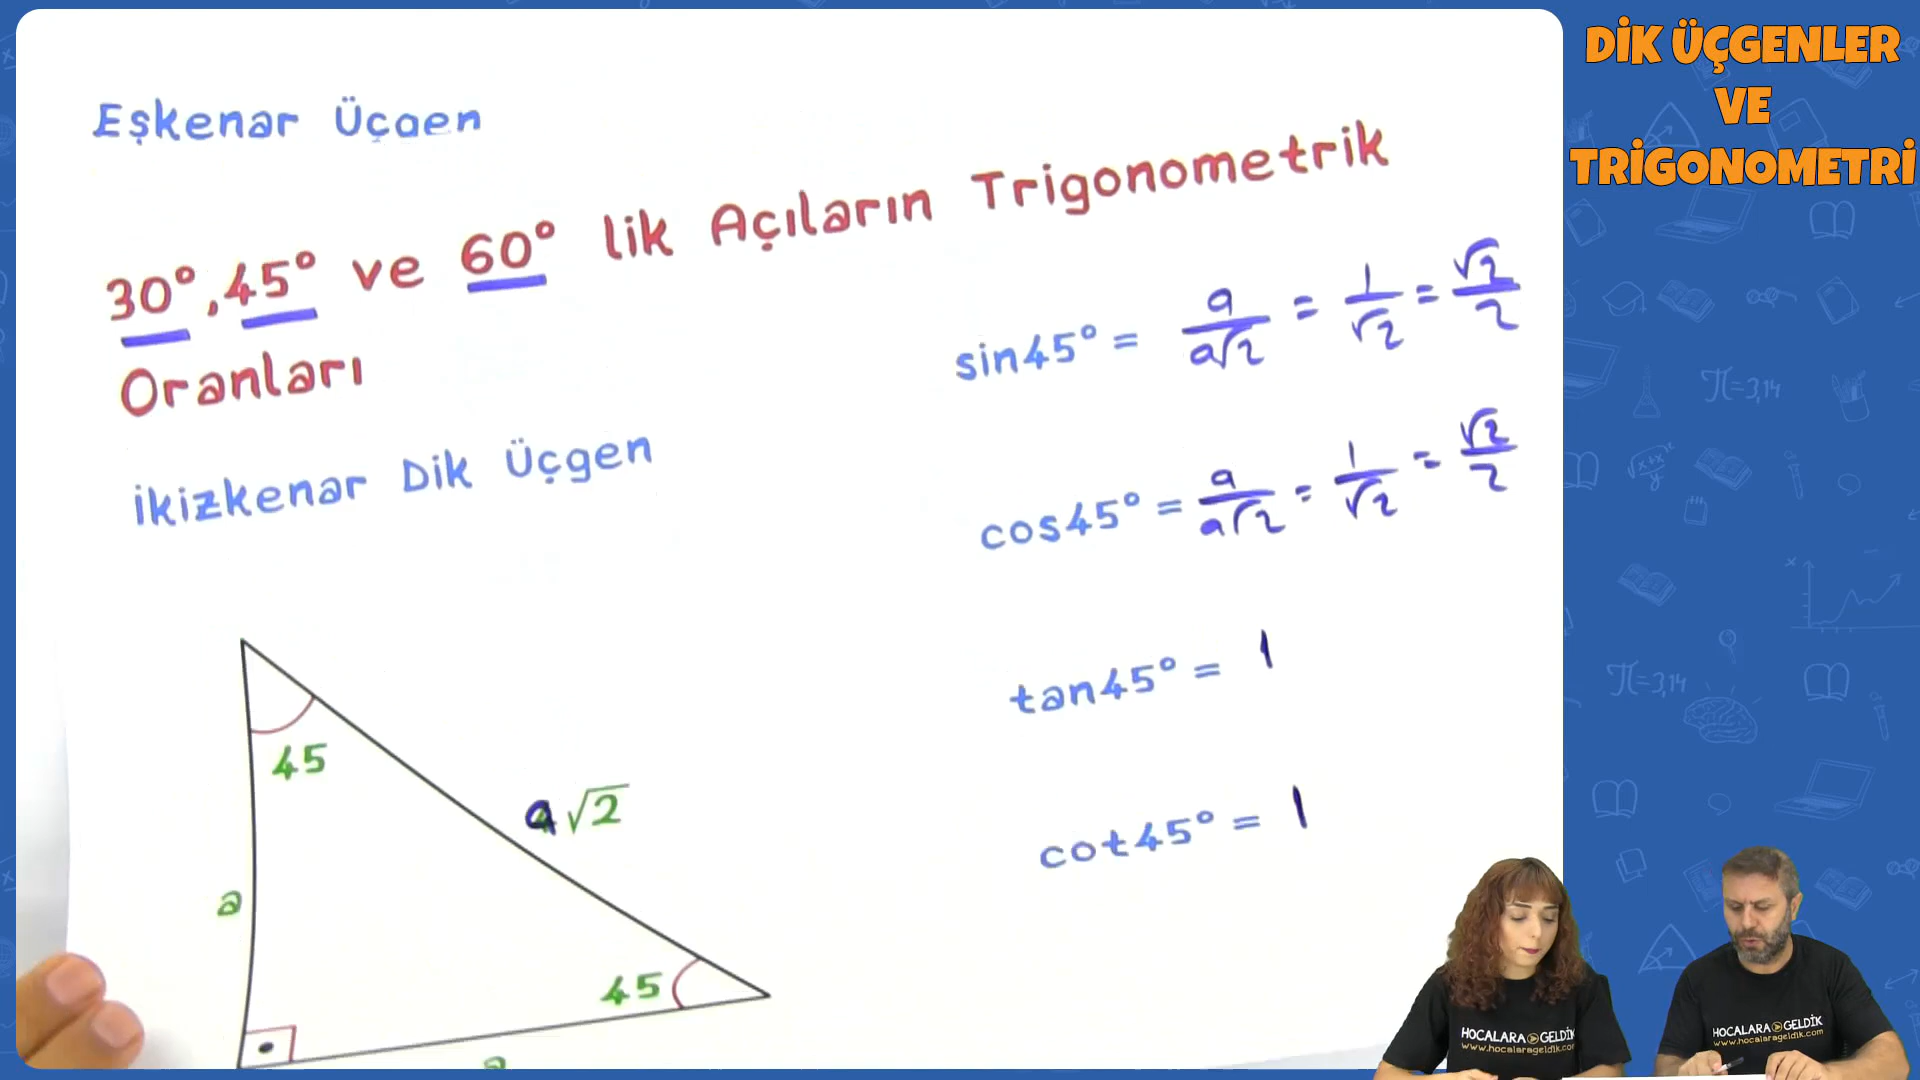 DİK ÜÇGENLER
VE
TRİGONOMETRİ
Eşkenar Üçgen
30°, 45° ve 60° lik Açıların Trigonometrik
Oranları
İkizkenar Dik Üçgen
sin45° = a/a√2 = 1/√2 = √2/2
cos45° = a/a√2 = 1/√2 = √2/2
tan45° = 1
cot45° = 1
45
a√2
a
45
a
HOCALARA GELDİK
www.hocalarageldik.com
HOCALARA GELDİK
www.hocalarageldik.com
π=3,14
π=3,14